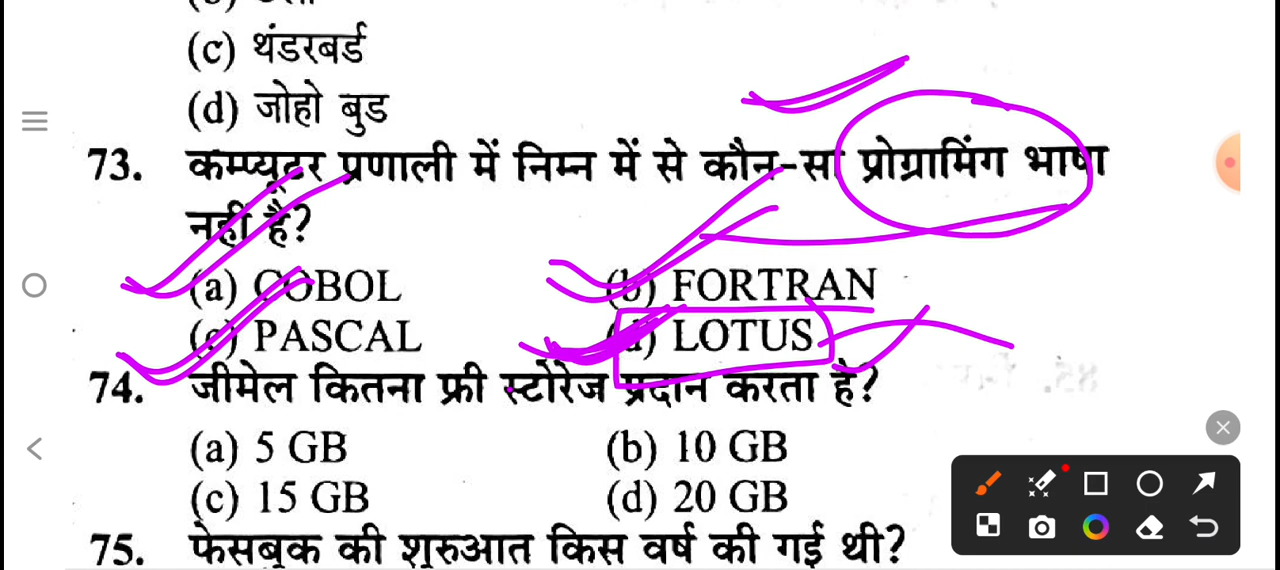 (c) थंडरबर्ड
(d) जोहो बुड
73. कम्प्यूटर प्रणाली में निम्न में से कौन-सा प्रोग्रामिंग भाषा
नहीं है?
(a) COBOL (b) FORTRAN
(c) PASCAL (d) LOTUS
74. जीमेल कितना फ्री स्टोरेज प्रदान करता है?
(a) 5 GB (b) 10 GB
(c) 15 GB (d) 20 GB
75. फेसबुक की शुरुआत किस वर्ष की गई थी?